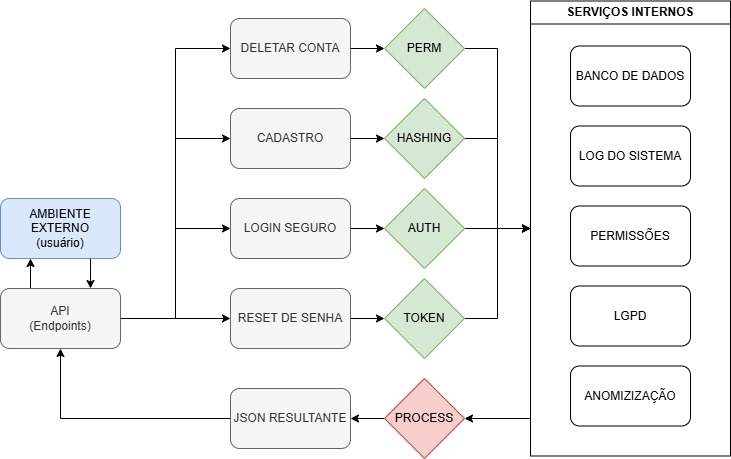 SERVIÇOS INTERNOS
DELETAR CONTA
PERM
BANCO DE DADOS
CADASTRO
HASHING
LOG DO SISTEMA
AMBIENTE
EXTERNO
(usuário)
LOGIN SEGURO
AUTH
PERMISSÕES
API
(Endpoints)
RESET DE SENHA
TOKEN
LGPD
JSON RESULTANTE
PROCESS
ANOMIZIZAÇÃO